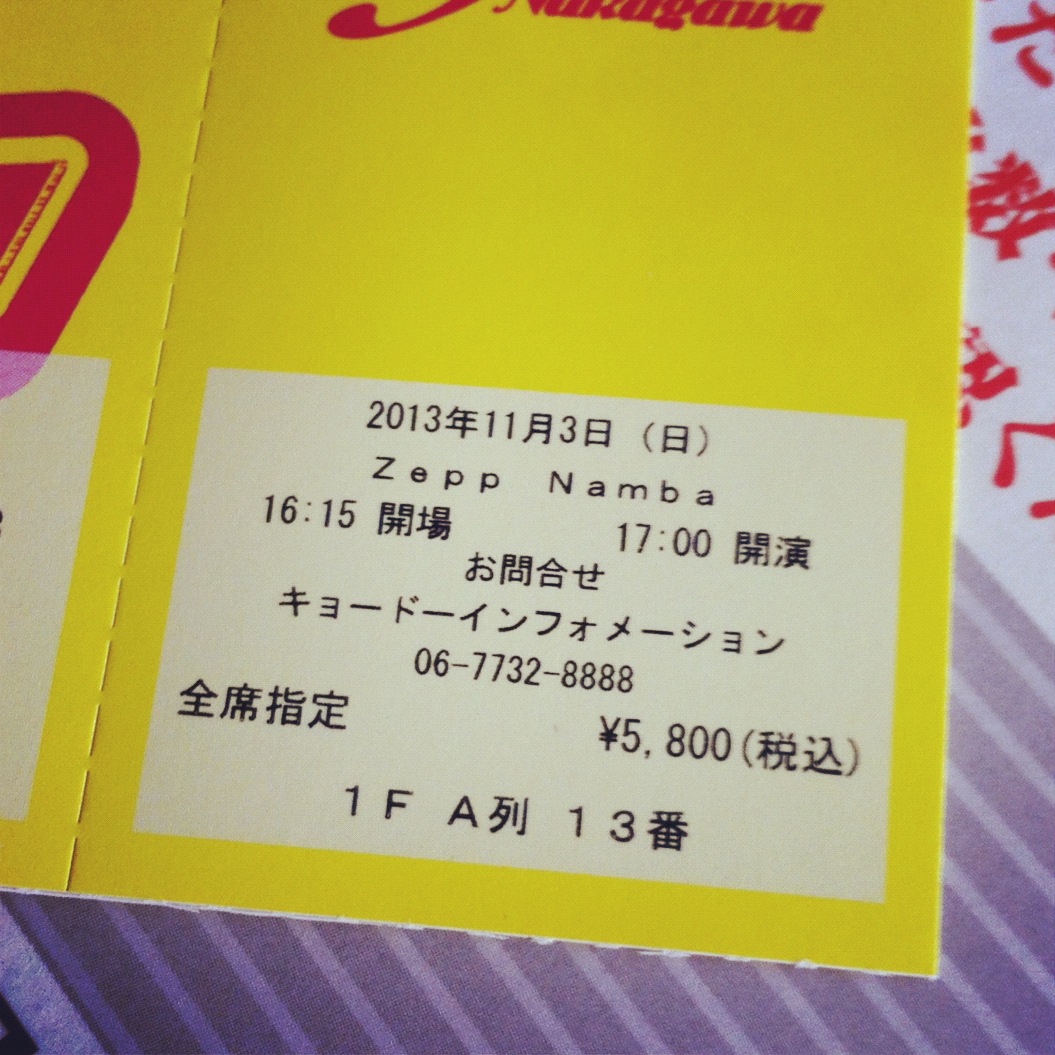 Nakagawa
2013年11月3日（日）
Zepp Namba
16:15 開場 17:00 開演
お問合せ
キョードーインフォメーション
06-7732-8888
全席指定 ¥5,800(税込)
1F A列 13番
た
数